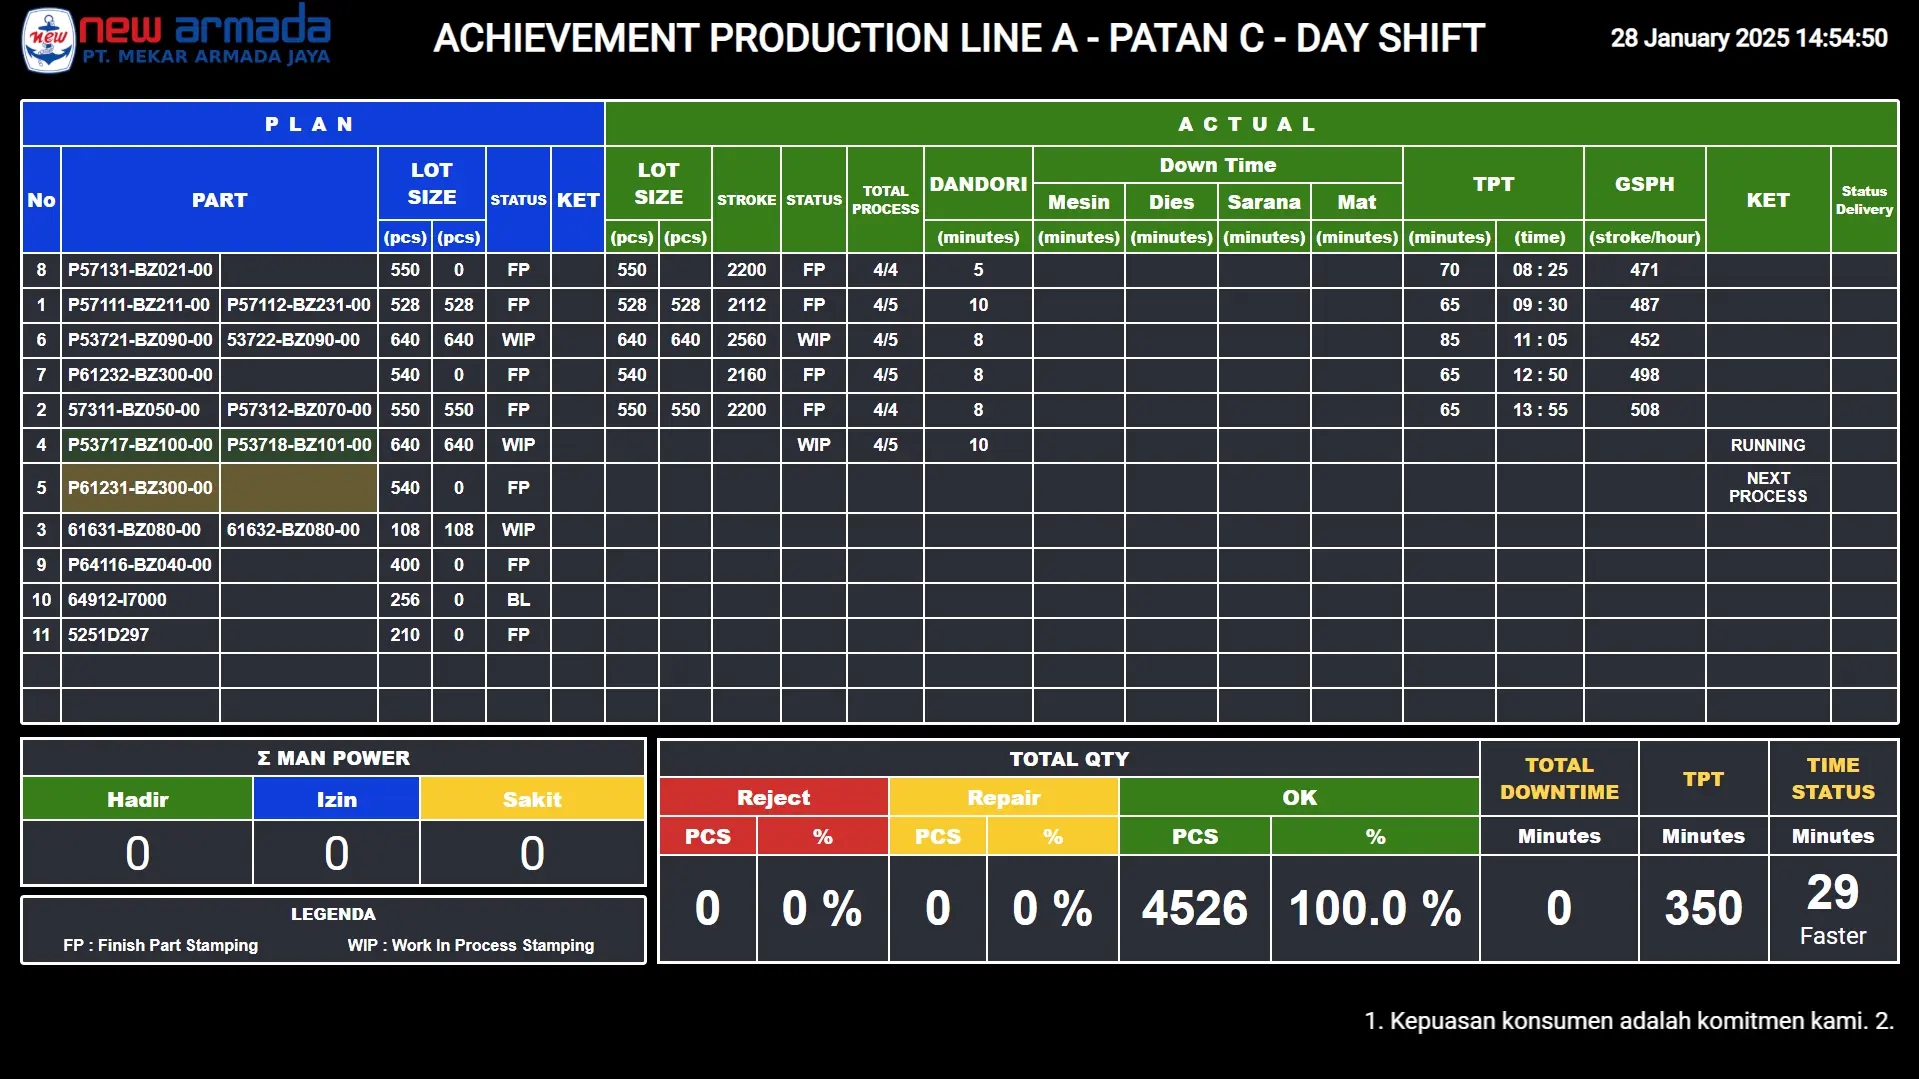 new armada
NEW
PT. MEKAR ARMADA JAYA
ACHIEVEMENT PRODUCTION LINE A - PATAN C - DAY SHIFT
28 January 2025 14:54:50
P L A N
A C T U A L
No PART LOT SIZE STATUS KET LOT SIZE STROKE STATUS TOTAL PROCESS DANDORI Down Time TPT GSPH KET Status Delivery
Mesin Dies Sarana Mat
(pcs) (pcs) (pcs) (pcs) (minutes) (minutes) (minutes) (minutes) (minutes) (minutes) (time) (stroke/hour)
8 P57131-BZ021-00 550 0 FP 550 2200 FP 4/4 5 70 08 : 25 471
1 P57111-BZ211-00 P57112-BZ231-00 528 528 FP 528 528 2112 FP 4/5 10 65 09 : 30 487
6 P53721-BZ090-00 53722-BZ090-00 640 640 WIP 640 640 2560 WIP 4/5 8 85 11 : 05 452
7 P61232-BZ300-00 540 0 FP 540 2160 FP 4/5 8 65 12 : 50 498
2 57311-BZ050-00 P57312-BZ070-00 550 550 FP 550 550 2200 FP 4/4 8 65 13 : 55 508
4 P53717-BZ100-00 P53718-BZ101-00 640 640 WIP WIP 4/5 10 RUNNING
5 P61231-BZ300-00 540 0 FP NEXT PROCESS
3 61631-BZ080-00 61632-BZ080-00 108 108 WIP
9 P64116-BZ040-00 400 0 FP
10 64912-I7000 256 0 BL
11 5251D297 210 0 FP
Σ MAN POWER
Hadir Izin Sakit
0 0 0
LEGENDA
FP : Finish Part Stamping WIP : Work In Process Stamping
TOTAL QTY TOTAL DOWNTIME TPT TIME STATUS
Reject Repair OK
PCS % PCS % PCS % Minutes Minutes Minutes
0 0 % 0 0 % 4526 100.0 % 0 350 29
Faster
1. Kepuasan konsumen adalah komitmen kami. 2.